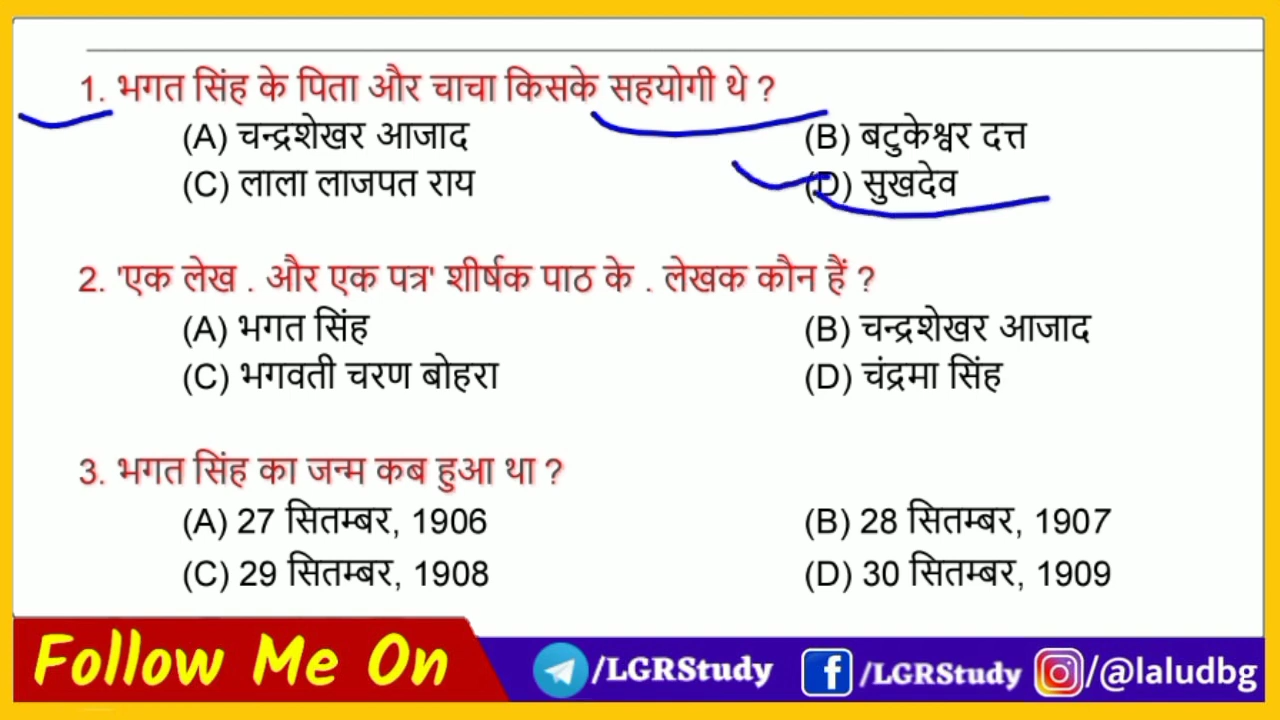 1. भगत सिंह के पिता और चाचा किसके सहयोगी थे ?
(A) चन्द्रशेखर आजाद (B) बटुकेश्वर दत्त
(C) लाला लाजपत राय (D) सुखदेव
2. 'एक लेख . और एक पत्र' शीर्षक पाठ के . लेखक कौन हैं ?
(A) भगत सिंह (B) चन्द्रशेखर आजाद
(C) भगवती चरण बोहरा (D) चंद्रमा सिंह
3. भगत सिंह का जन्म कब हुआ था ?
(A) 27 सितम्बर, 1906 (B) 28 सितम्बर, 1907
(C) 29 सितम्बर, 1908 (D) 30 सितम्बर, 1909
Follow Me On /LGRStudy /LGRStudy /@laludbg